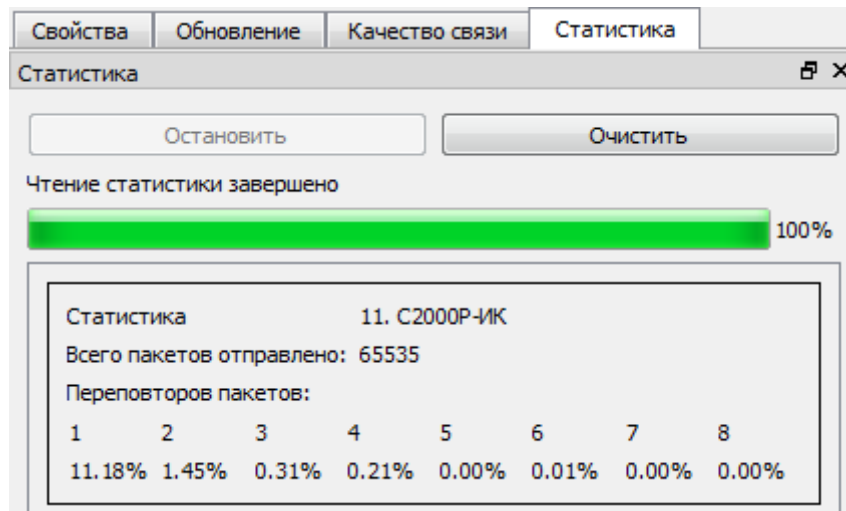 Свойства Обновление Качество связи Статистика
Статистика
Остановить Очистить
Чтение статистики завершено
100%
Статистика 11. С2000Р-ИК
Всего пакетов отправлено: 65535
Переповторов пакетов:
1 2 3 4 5 6 7 8
11.18% 1.45% 0.31% 0.21% 0.00% 0.01% 0.00% 0.00%